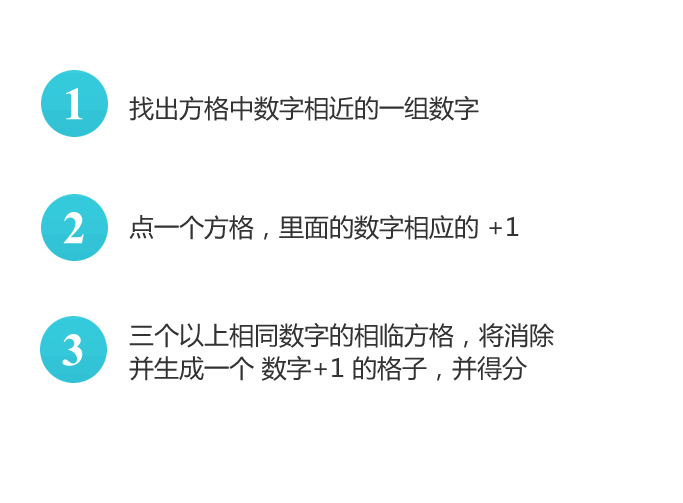 1 找出方格中数字相近的一组数字
2 点一个方格，里面的数字相应的 +1
3 三个以上相同数字的相临方格，将消除
并生成一个 数字+1 的格子，并得分